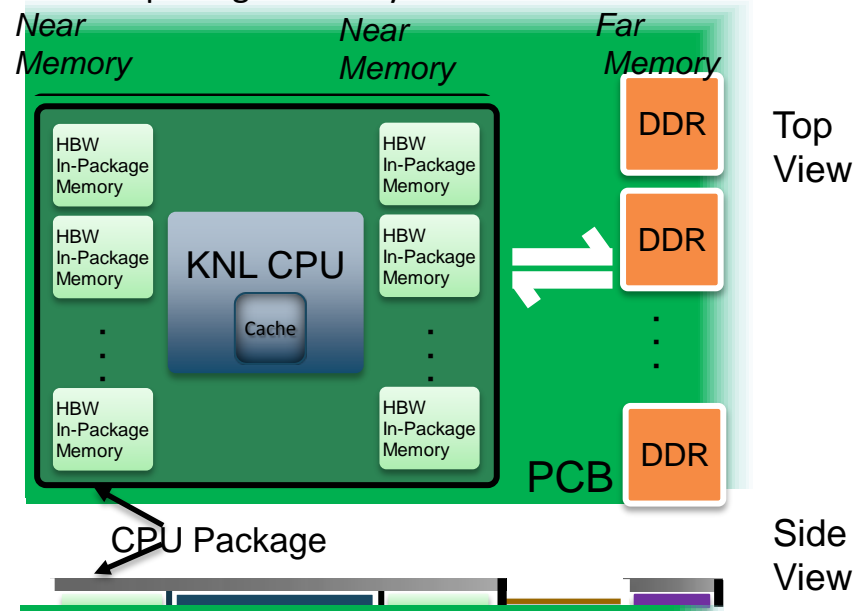 Near
Memory
Near
Memory
Far
Memory
HBW
In-Package
Memory
HBW
In-Package
Memory
DDR
Top
View
HBW
In-Package
Memory
KNL CPU
Cache
HBW
In-Package
Memory
DDR
HBW
In-Package
Memory
HBW
In-Package
Memory
DDR
PCB
CPU Package
Side
View